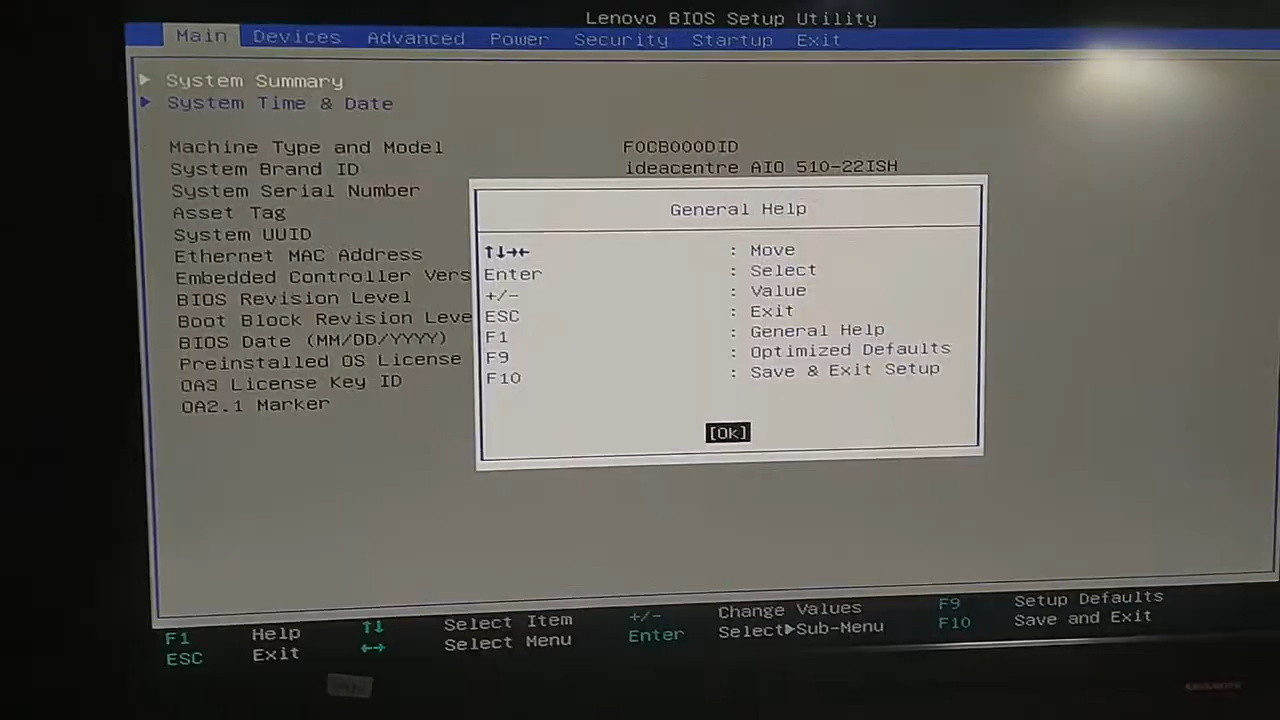 Lenovo BIOS Setup Utility
Main Devices Advanced Power Security Startup Exit
System Summary
System Time & Date
Machine Type and Model F0CB000DID
System Brand ID ideacentre AIO 510-22ISH
System Serial Number
Asset Tag
System UUID
Ethernet MAC Address
Embedded Controller Vers
BIOS Revision Level
Boot Block Revision Leve
BIOS Date (MM/DD/YYYY)
Preinstalled OS License
OA3 License Key ID
OA2.1 Marker
General Help
↑↓→← : Move
Enter : Select
+/- : Value
ESC : Exit
F1 : General Help
F9 : Optimized Defaults
F10 : Save & Exit Setup
[Ok]
F1 Help ↑↓ Select Item +/- Change Values F9 Setup Defaults
ESC Exit ←→ Select Menu Enter Select▶Sub-Menu F10 Save and Exit